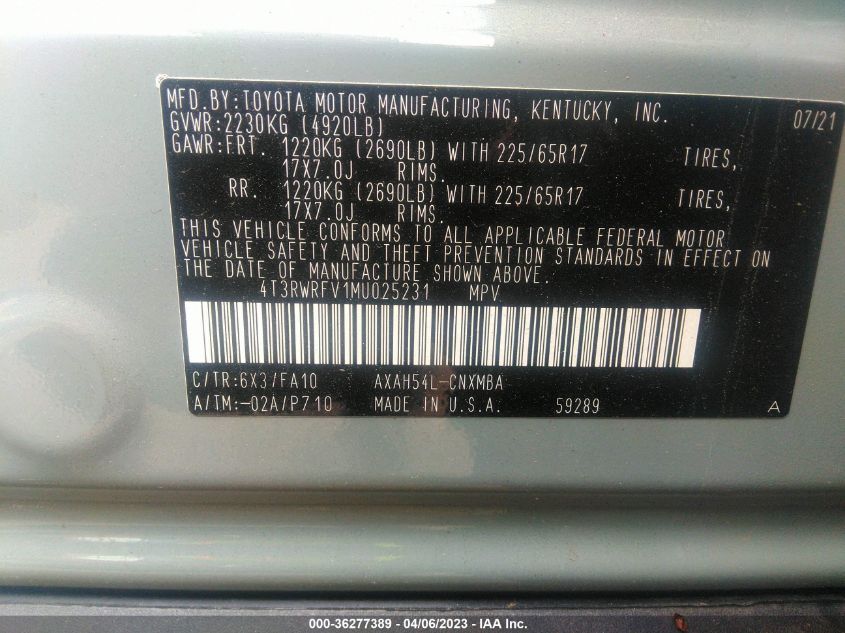 MFD.BY:TOYOTA MOTOR MANUFACTURING, KENTUCKY, INC. 07/21
GVWR:2230KG (4920LB)
GAWR:FRT. 1220KG (2690LB) WITH 225/65R17 TIRES,
17X7.0J RIMS.
RR. 1220KG (2690LB) WITH 225/65R17 TIRES,
17X7.0J RIMS.
THIS VEHICLE CONFORMS TO ALL APPLICABLE FEDERAL MOTOR
VEHICLE SAFETY AND THEFT PREVENTION STANDARDS IN EFFECT ON
THE DATE OF MANUFACTURE SHOWN ABOVE.
4T3RWRFV1MU025231 MPV
C/TR:6X3/FA10 AXAH54L-CNXMBA
A/TM:-02A/P710 MADE IN U.S.A. 59289 A
000-36277389 - 04/06/2023 - IAA Inc.